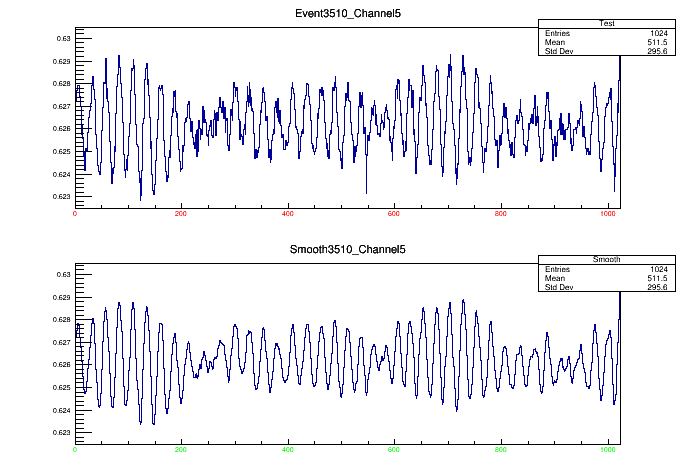 Event3510_Channel5
Test
Entries 1024
Mean 511.5
Std Dev 295.6
0.63
0.629
0.628
0.627
0.626
0.625
0.624
0.623
0 200 400 600 800 1000
Smooth3510_Channel5
Smooth
Entries 1024
Mean 511.5
Std Dev 295.6
0.63
0.629
0.628
0.627
0.626
0.625
0.624
0.623
0 200 400 600 800 1000